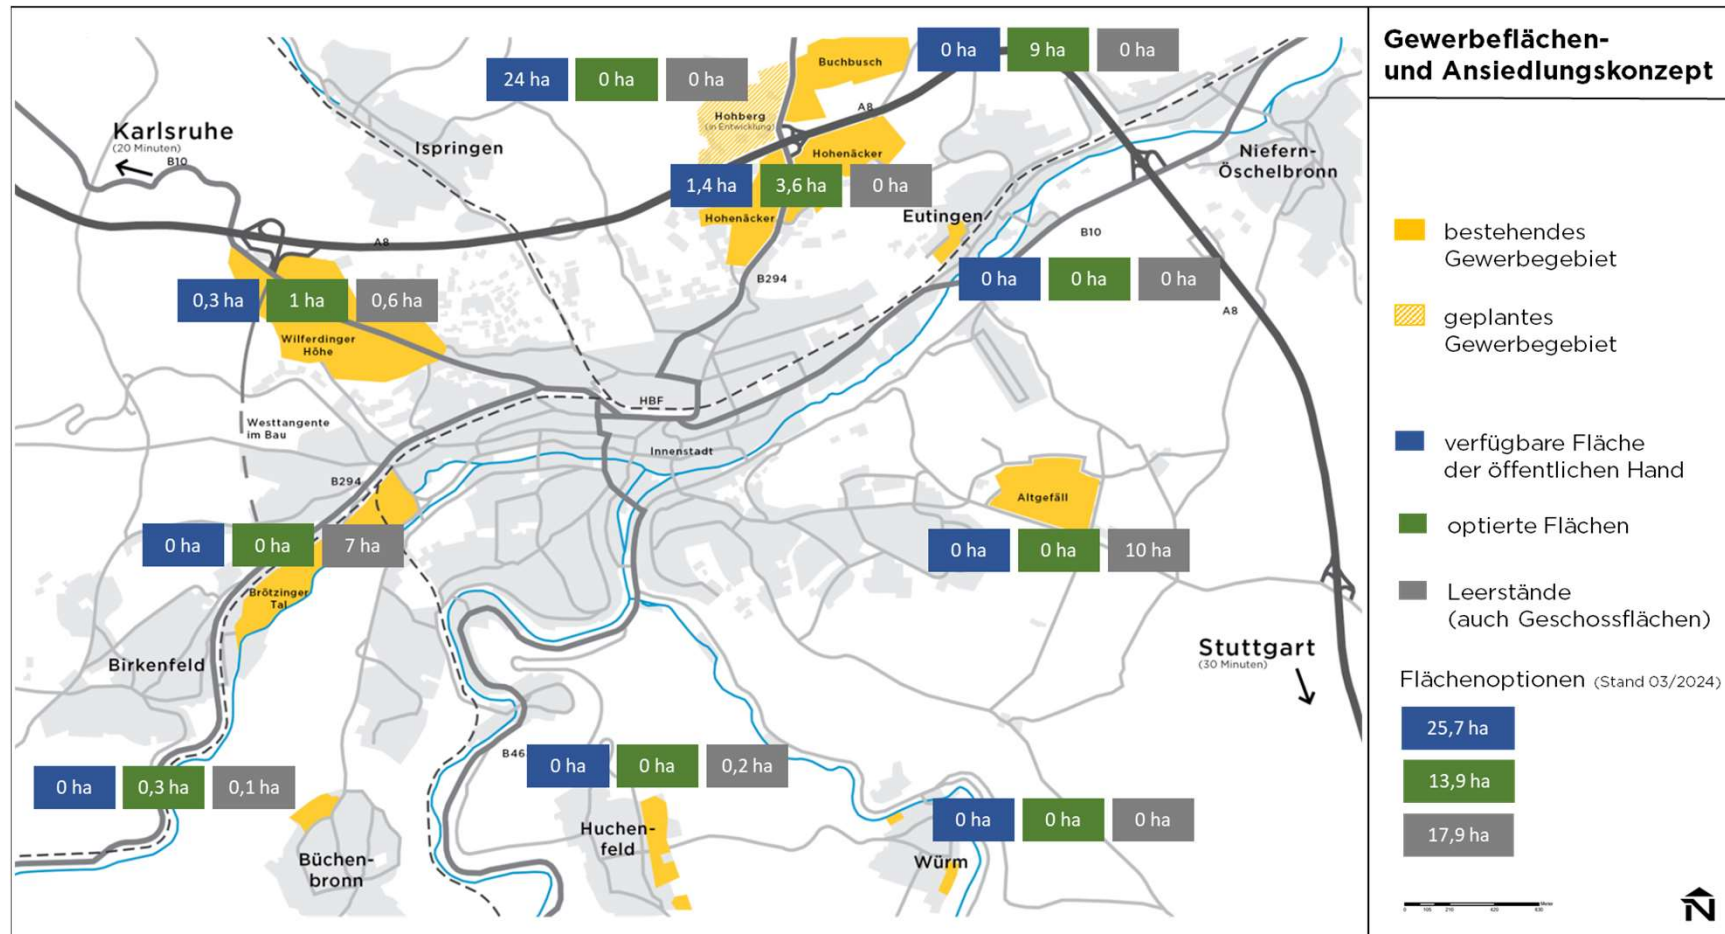 Gewerbeflächen-
und Ansiedlungskonzept
0 ha 9 ha 0 ha
24 ha 0 ha 0 ha
Buchbusch
A8
Hohberg
(in Entwicklung)
Karlsruhe
(20 Minuten)
B10
Ispringen
Hohenäcker
Niefern-
Öschelbronn
1,4 ha 3,6 ha 0 ha
Hohenäcker
Eutingen
B10
A8
B294
0 ha 0 ha 0 ha
0,3 ha 1 ha 0,6 ha
A8
Wilferdinger
Höhe
HBF
Westtangente
im Bau
Innenstadt
B294
Altgefäll
0 ha 0 ha 7 ha
0 ha 0 ha 10 ha
Brötzinger
Tal
Birkenfeld
Stuttgart
(30 Minuten)
B46
0 ha 0 ha 0,2 ha
0 ha 0,3 ha 0,1 ha
0 ha 0 ha 0 ha
Huchen-
feld
Büchen-
bronn
Würm
bestehendes
Gewerbegebiet
geplantes
Gewerbegebiet
verfügbare Fläche
der öffentlichen Hand
optierte Flächen
Leerstände
(auch Geschossflächen)
Flächenoptionen (Stand 03/2024)
25,7 ha
13,9 ha
17,9 ha
N